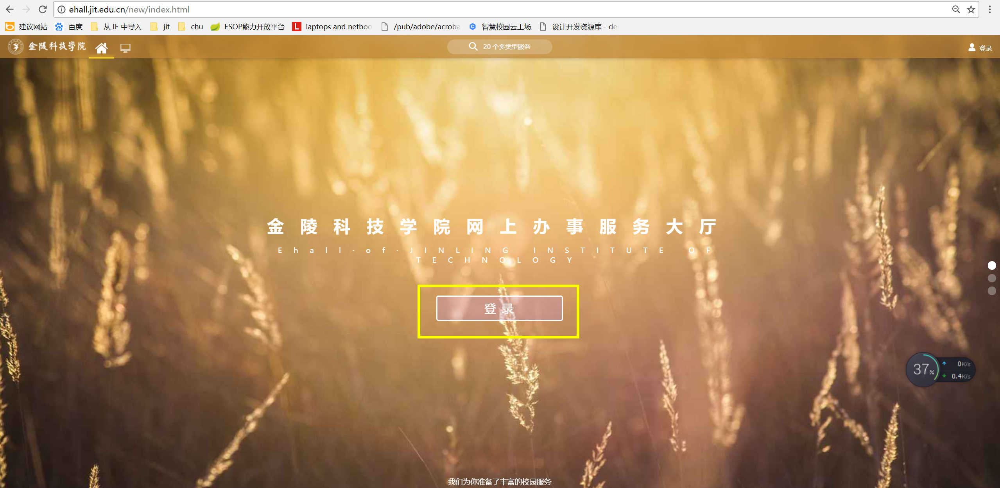 ehall.jit.edu.cn/new/index.html
建议网站 百度 从 IE 中导入 jit chu ESOP能力开放平台 laptops and netboo /pub/adobe/acroba 智慧校园云工场 设计开发资源库 - de
金陵科技學院 20 个多类型服务 登录
金陵科技学院网上办事服务大厅
Ehall·of·JINLING INSTITUTE OF
TECHNOLOGY
登 录
37% 0K/s
0.4K/s
我们为你准备了丰富的校园服务